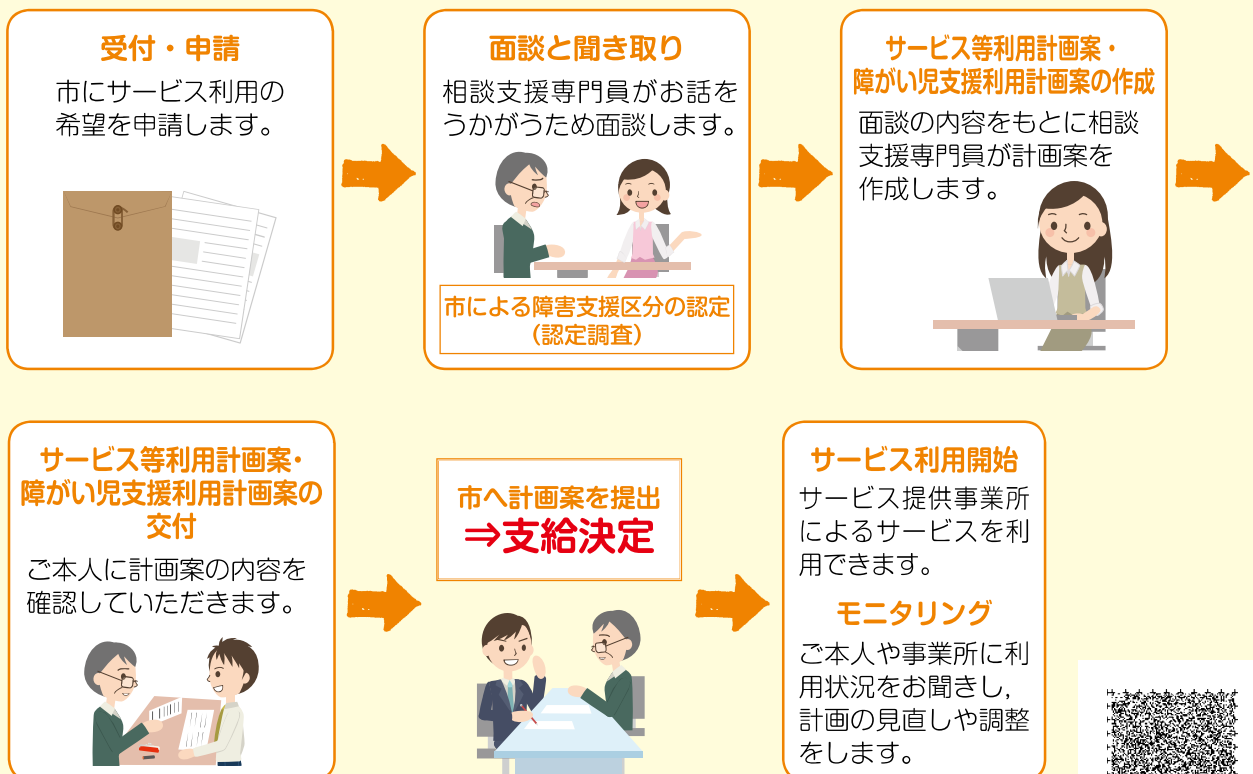 受付・申請
市にサービス利用の
希望を申請します。
面談と聞き取り
相談支援専門員がお話を
うかがうため面談します。
市による障害支援区分の認定
（認定調査）
サービス等利用計画案・
障がい児支援利用計画案の作成
面談の内容をもとに相談
支援専門員が計画案を
作成します。
サービス等利用計画案・
障がい児支援利用計画案の
交付
ご本人に計画案の内容を
確認していただきます。
市へ計画案を提出
⇒支給決定
サービス利用開始
サービス提供事業所
によるサービスを利
用できます。
モニタリング
ご本人や事業所に利
用状況をお聞きし，
計画の見直しや調整
をします。